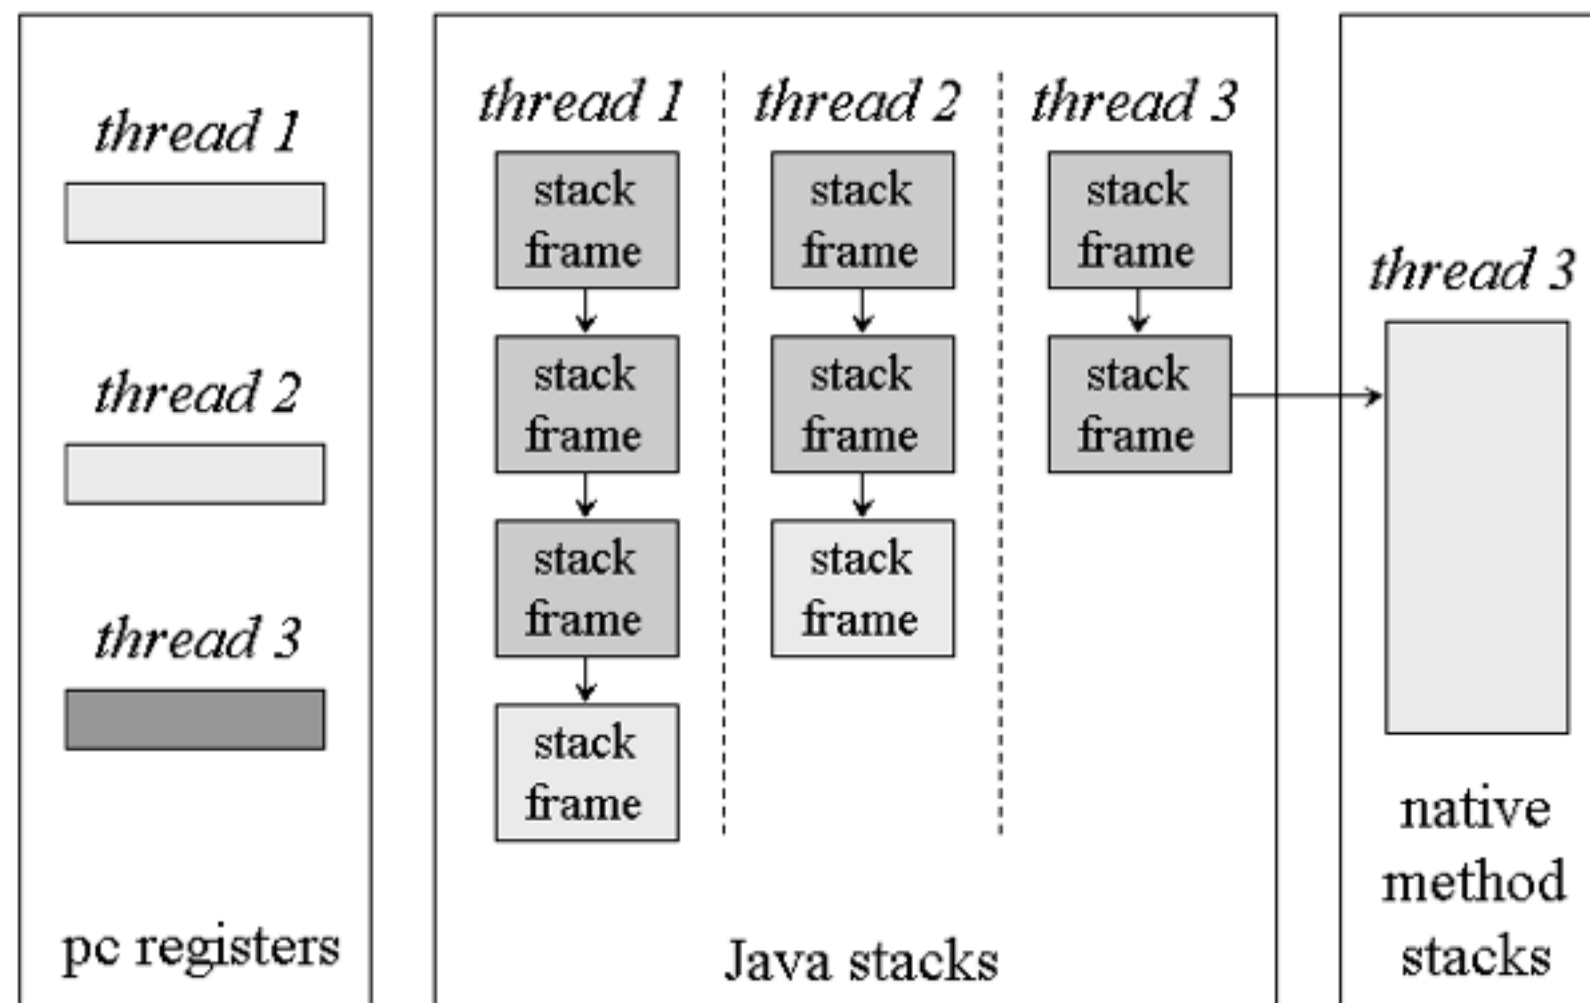 thread 1
thread 2
thread 3
pc registers
thread 1
stack
frame
stack
frame
stack
frame
stack
frame
thread 2
stack
frame
stack
frame
stack
frame
thread 3
stack
frame
stack
frame
Java stacks
thread 3
native
method
stacks